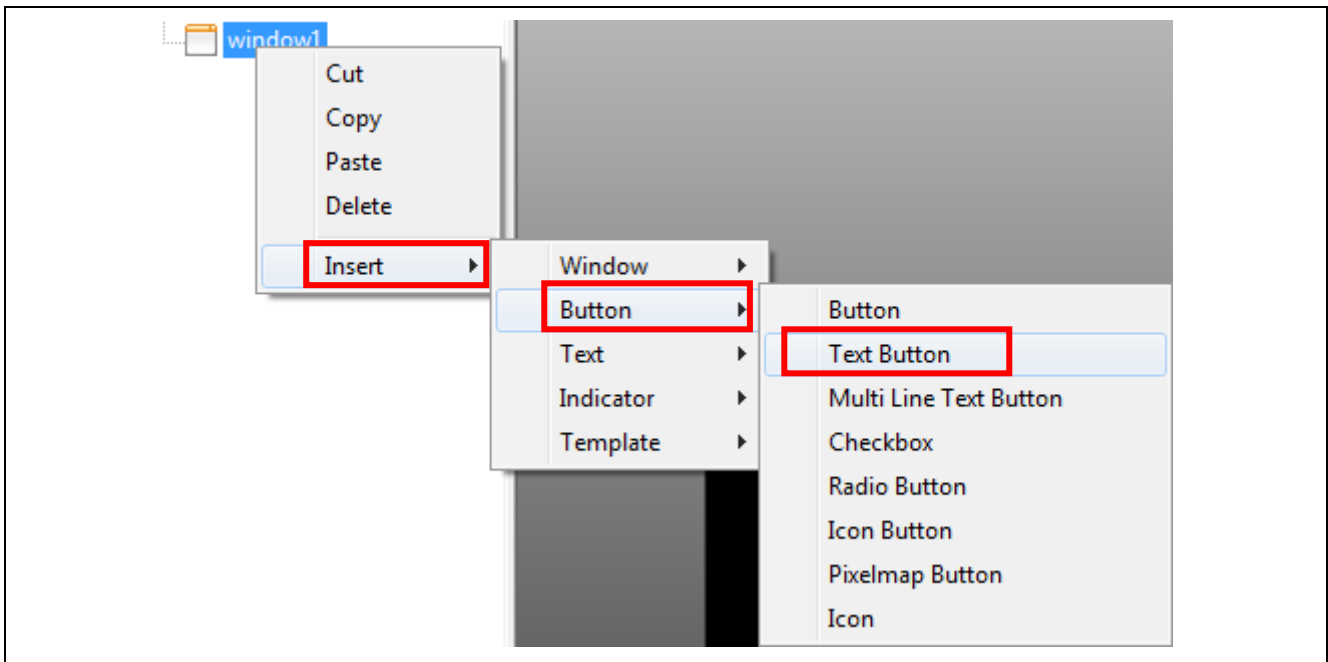 window1
Cut
Copy
Paste
Delete
Insert
Window
Button
Text
Indicator
Template
Button
Text Button
Multi Line Text Button
Checkbox
Radio Button
Icon Button
Pixelmap Button
Icon